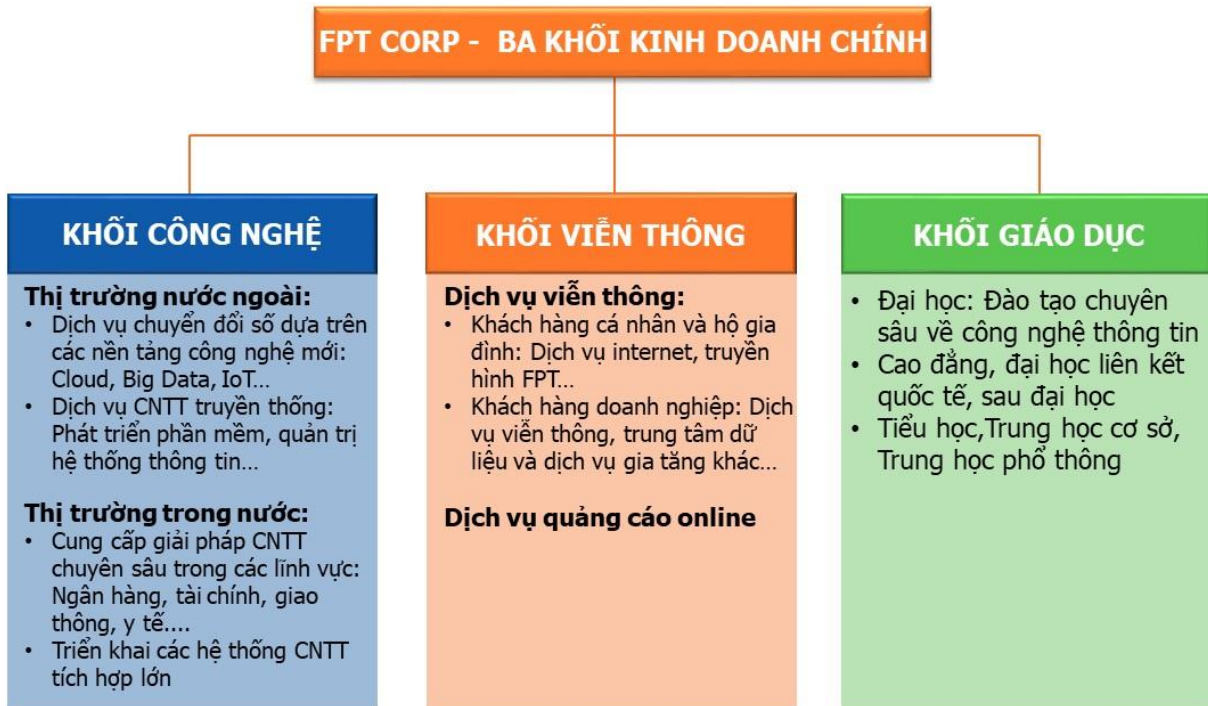 FPT CORP - BA KHỐI KINH DOANH CHÍNH
KHỐI CÔNG NGHỆ
Thị trường nước ngoài:
• Dịch vụ chuyển đổi số dựa trên
các nền tảng công nghệ mới:
Cloud, Big Data, IoT...
• Dịch vụ CNTT truyền thống:
Phát triển phần mềm, quản trị
hệ thống thông tin...
Thị trường trong nước:
• Cung cấp giải pháp CNTT
chuyên sâu trong các lĩnh vực:
Ngân hàng, tài chính, giao
thông, y tế....
• Triển khai các hệ thống CNTT
tích hợp lớn
KHỐI VIỄN THÔNG
Dịch vụ viễn thông:
• Khách hàng cá nhân và hộ gia
đình: Dịch vụ internet, truyền
hình FPT...
• Khách hàng doanh nghiệp: Dịch
vụ viễn thông, trung tâm dữ
liệu và dịch vụ gia tăng khác...
Dịch vụ quảng cáo online
KHỐI GIÁO DỤC
• Đại học: Đào tạo chuyên
sâu về công nghệ thông tin
• Cao đẳng, đại học liên kết
quốc tế, sau đại học
• Tiểu học,Trung học cơ sở,
Trung học phổ thông